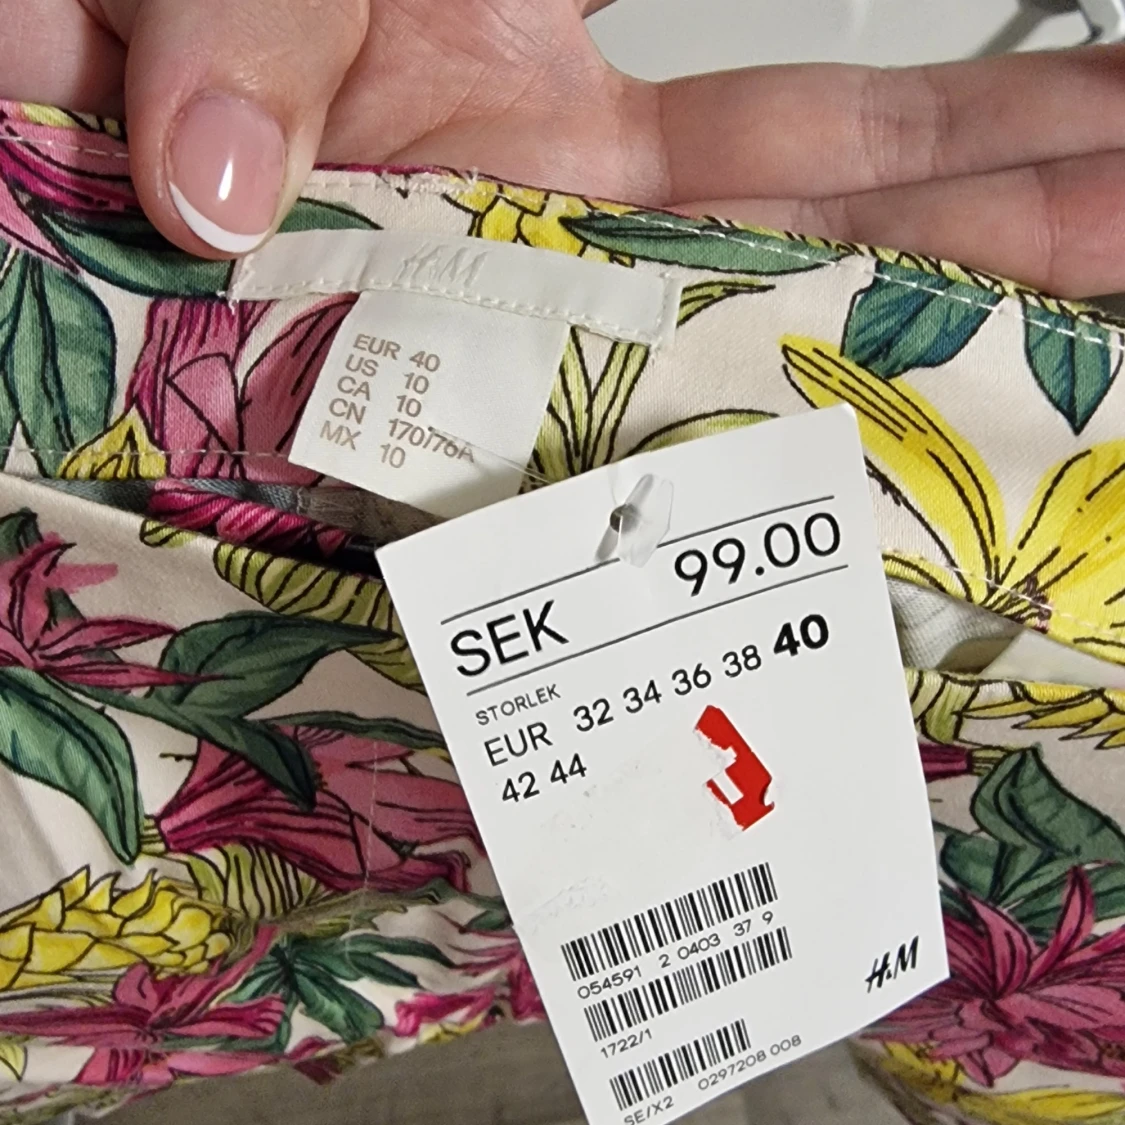 H&M
EUR 40
US 10
CA 10
CN 170/76A
MX 10
SEK 99.00
STORLEK
EUR 32 34 36 38 40
42 44
054591 2 0403 37 9
1722/1
SE/X2 0297208 008
H&M